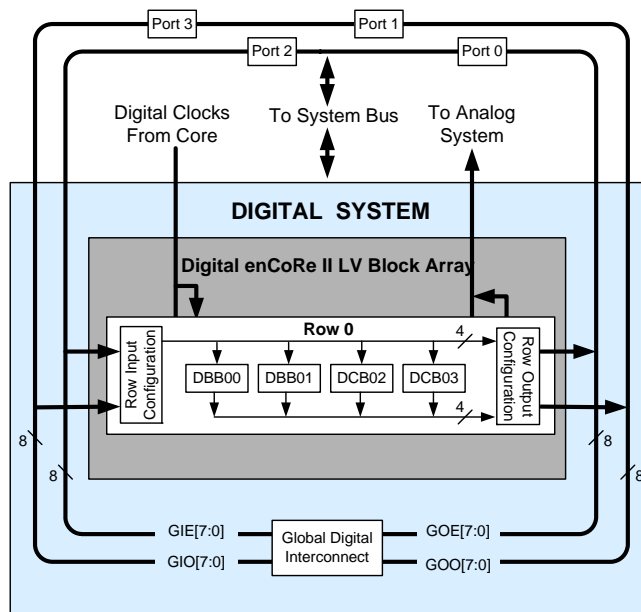 Port 3
Port 1
Port 2
Port 0
Digital Clocks
From Core
To System Bus
To Analog
System
DIGITAL SYSTEM
Digital enCoRe II LV Block Array
Row 0
4
Row Input
Configuration
DBB00
DBB01
DCB02
DCB03
4
Row Output
Configuration
8
8
8
8
GIE[7:0]
GIO[7:0]
Global Digital
Interconnect
GOE[7:0]
GOO[7:0]